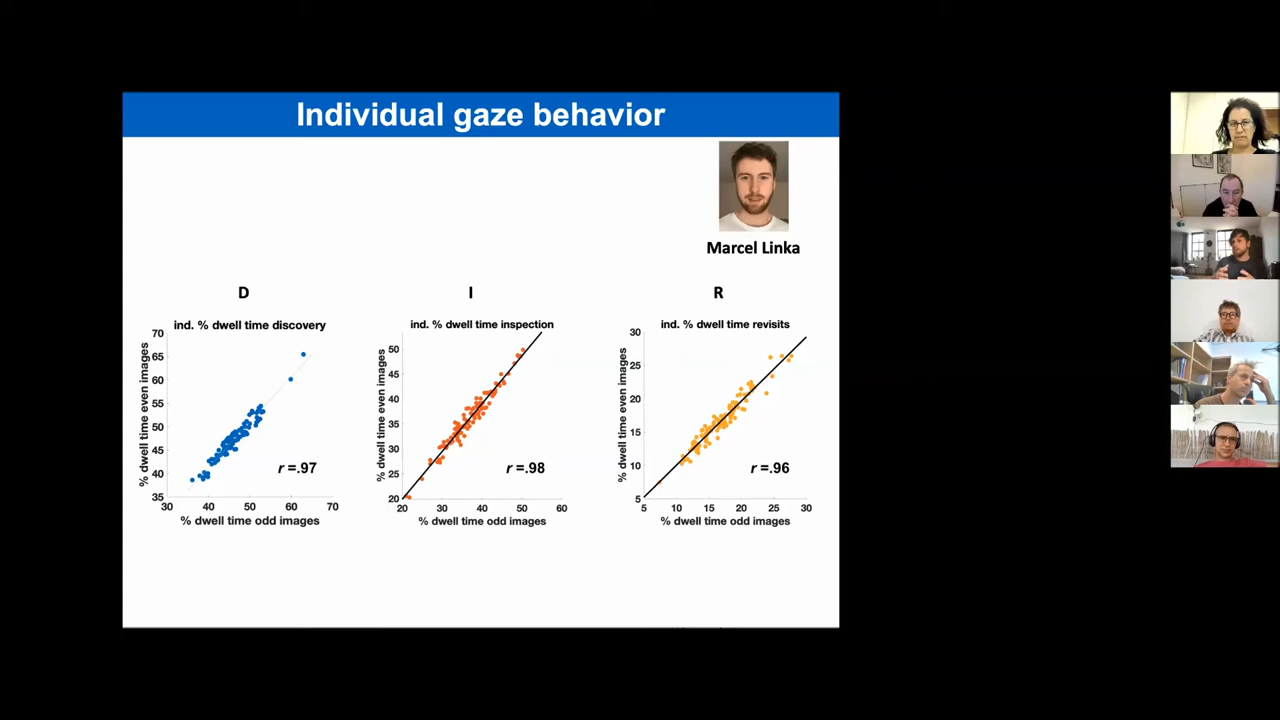 Individual gaze behavior
Marcel Linka
D
I
R
ind. % dwell time discovery
% dwell time even images
70
65
60
55
50
45
40
35
30
40
50
60
70
% dwell time odd images
r =.97
ind. % dwell time inspection
% dwell time even images
50
45
40
35
30
25
20
20
30
40
50
60
% dwell time odd images
r =.98
ind. % dwell time revisits
% dwell time even images
30
25
20
15
10
5
5
10
15
20
25
30
% dwell time odd images
r =.96